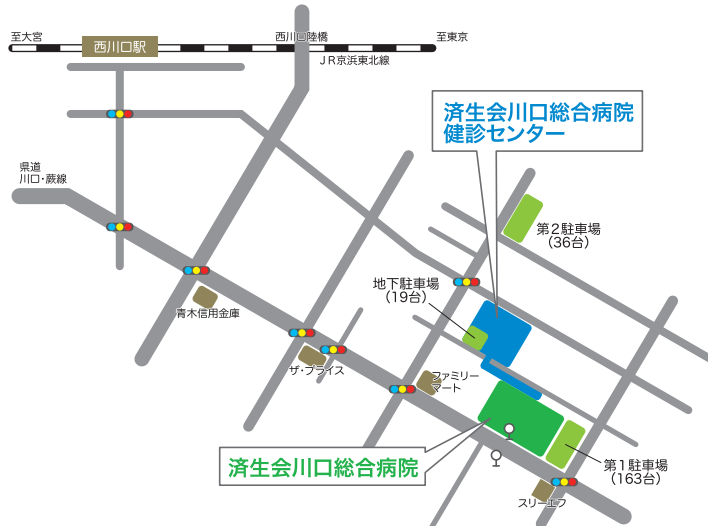 至大宮
西川口駅
西川口陸橋
至東京
JR京浜東北線
済生会川口総合病院
健診センター
県道
川口・蕨線
第2駐車場
(36台)
地下駐車場
(19台)
青木信用金庫
ザ・プライス
ファミリー
マート
済生会川口総合病院
第1駐車場
(163台)
スリーエフ